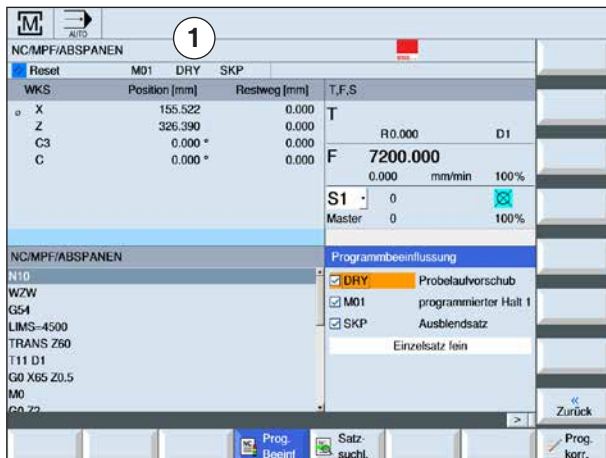 M
AUTO
1
NC/MPF/ABSPANEN
Reset M01 DRY SKP
WKS Position [mm] Restweg [mm] T,F,S
X 155.522 0.000
Z 326.390 0.000
C3 0.000 ° 0.000
C 0.000 ° 0.000
T
R0.000 D1
F 7200.000
0.000 mm/min 100%
S1 0
Master 0 100%
NC/MPF/ABSPANEN
N10
WZW
G54
LIMS=4500
TRANS Z60
T11 D1
G0 X65 Z0.5
M0
G0 Z2
Programmbeeinflussung
DRY Probelaufvorschub
M01 programmierter Halt 1
SKP Ausblendsatz
Einzelsatz fein
>
«
Zurück
NC
Prog.
Beeinf
Satz-
suchl.
Prog.
korr.